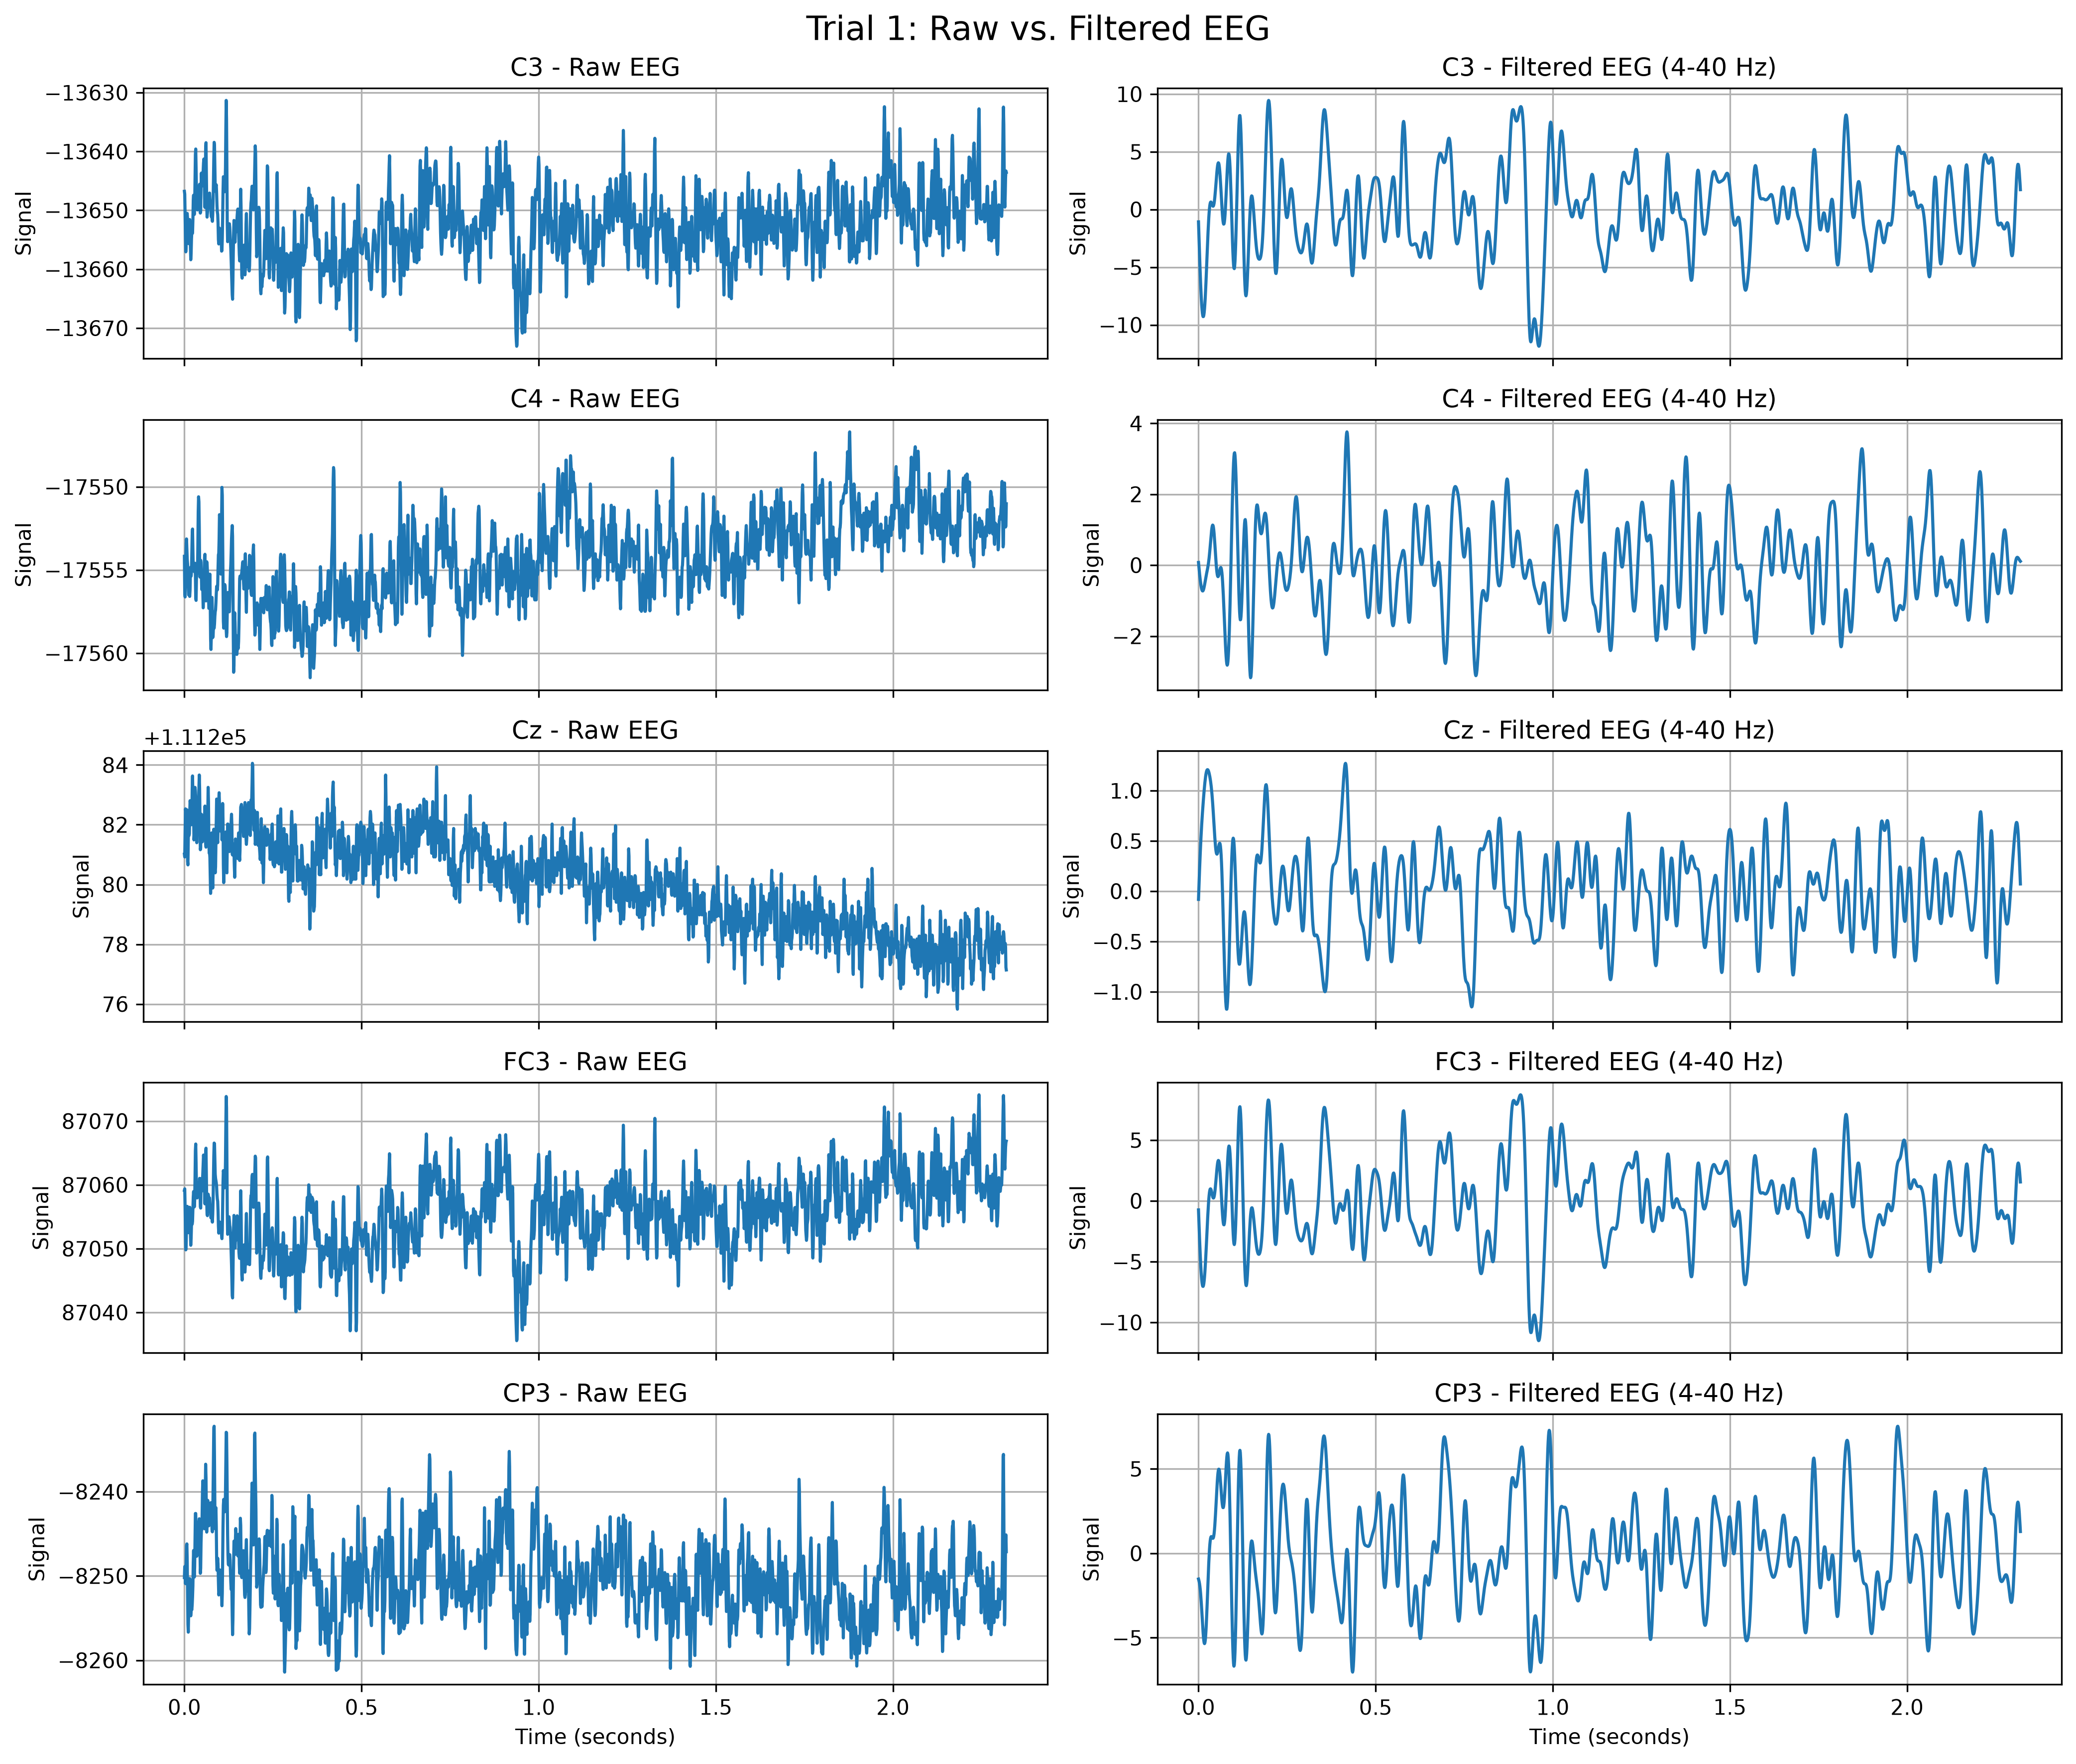 Trial 1: Raw vs. Filtered EEG
C3 - Raw EEG
C3 - Filtered EEG (4-40 Hz)
−13630
−13640
−13650
−13660
−13670
Signal
10
5
0
−5
−10
Signal
C4 - Raw EEG
C4 - Filtered EEG (4-40 Hz)
−17550
−17555
−17560
Signal
4
2
0
−2
Signal
Cz - Raw EEG
Cz - Filtered EEG (4-40 Hz)
+1.112e5
84
82
80
78
76
Signal
1.0
0.5
0.0
−0.5
−1.0
Signal
FC3 - Raw EEG
FC3 - Filtered EEG (4-40 Hz)
87070
87060
87050
87040
Signal
5
0
−5
−10
Signal
CP3 - Raw EEG
CP3 - Filtered EEG (4-40 Hz)
−8240
−8250
−8260
Signal
5
0
−5
Signal
0.0 0.5 1.0 1.5 2.0
Time (seconds)
0.0 0.5 1.0 1.5 2.0
Time (seconds)